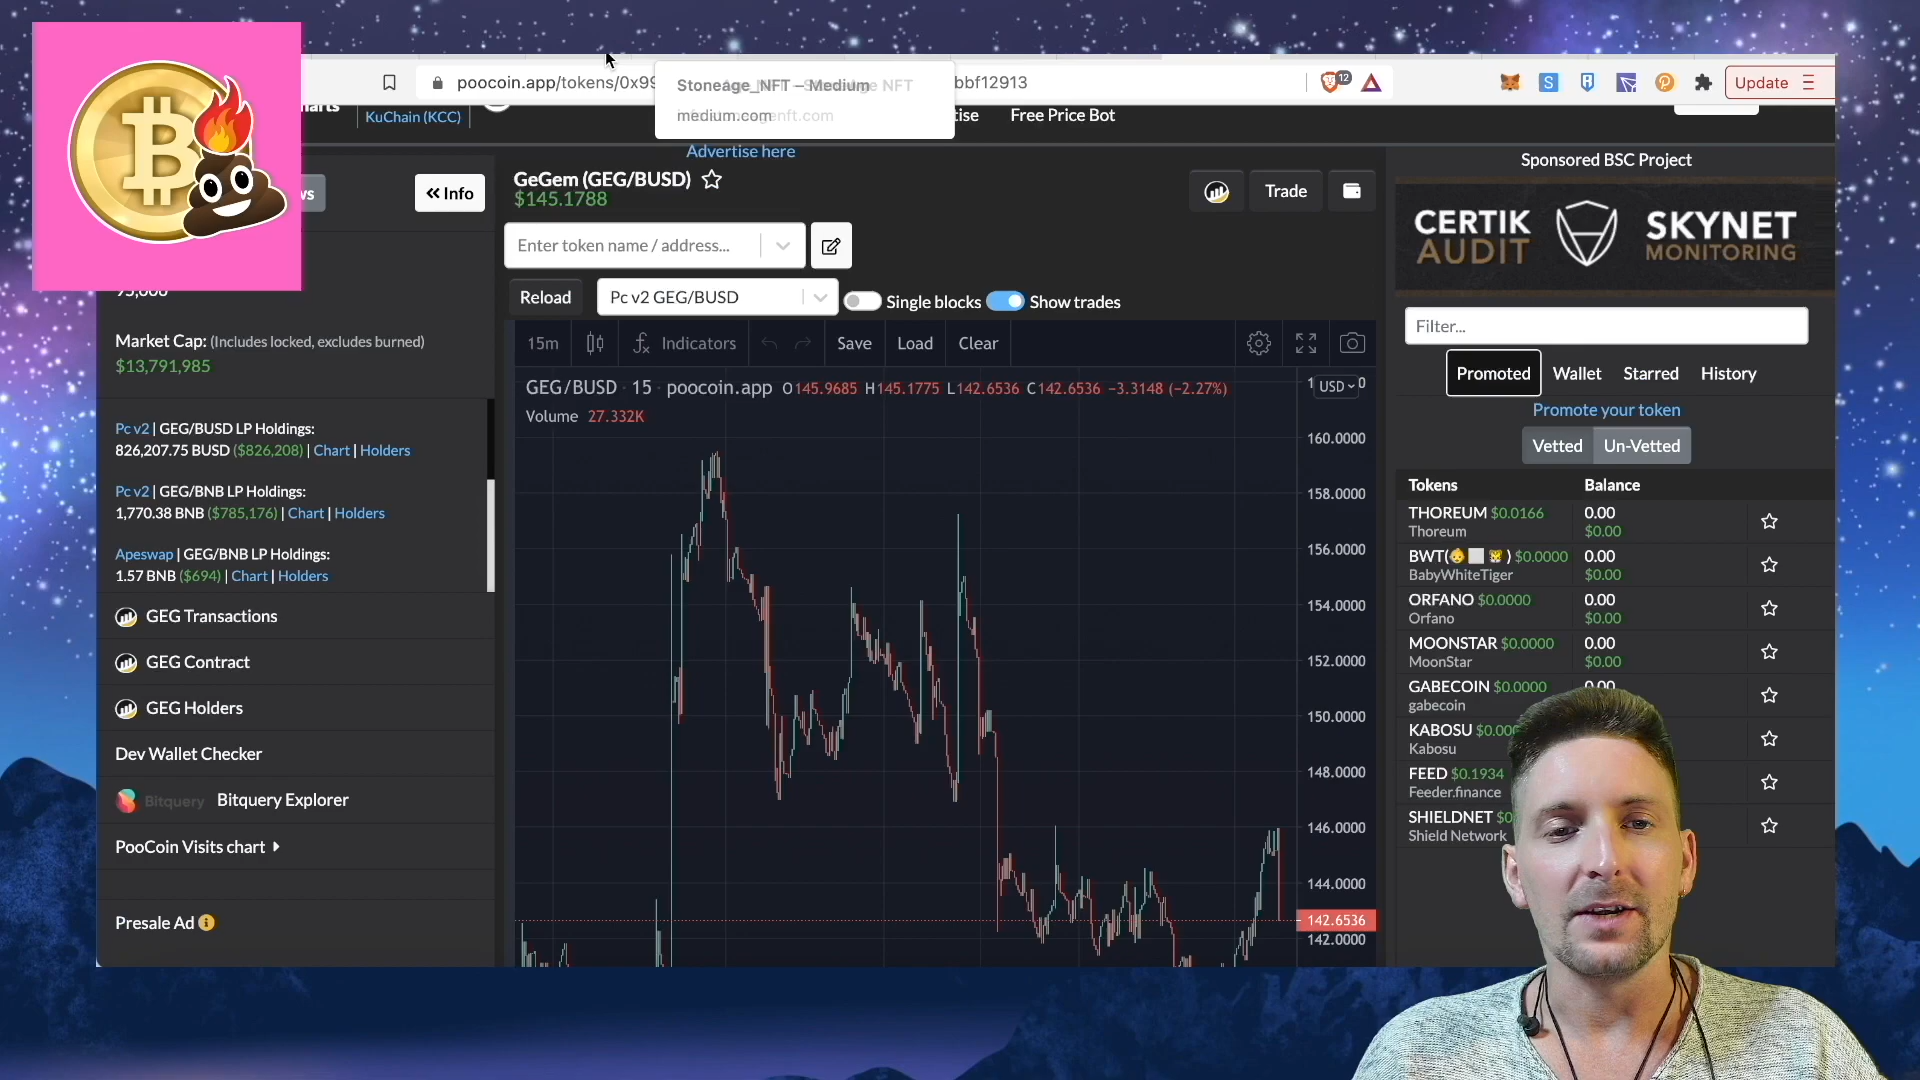 poocoin.app/tokens/0x99
bbf12913
12
Update
Stoneage_NFT – Medium
medium.com
KuChain (KCC)
Free Price Bot
Advertise here
Info
GeGem (GEG/BUSD)
$145.1788
Trade
Enter token name / address...
Reload
Pc v2 GEG/BUSD
Single blocks
Show trades
15m
Indicators
Save
Load
Clear
GEG/BUSD · 15 · poocoin.app O145.9685 H145.1775 L142.6536 C142.6536 -3.3148 (-2.27%)
USD
Volume 27.332K
160.0000
158.0000
156.0000
154.0000
152.0000
150.0000
148.0000
146.0000
144.0000
142.6536
142.0000
Market Cap: (Includes locked, excludes burned)
$13,791,985
Pc v2 | GEG/BUSD LP Holdings:
826,207.75 BUSD ($826,208) | Chart | Holders
Pc v2 | GEG/BNB LP Holdings:
1,770.38 BNB ($785,176) | Chart | Holders
Apeswap | GEG/BNB LP Holdings:
1.57 BNB ($694) | Chart | Holders
GEG Transactions
GEG Contract
GEG Holders
Dev Wallet Checker
Bitquery Bitquery Explorer
PooCoin Visits chart
Presale Ad
Sponsored BSC Project
CERTIK AUDIT
SKYNET MONITORING
Filter...
Promoted Wallet Starred History
Promote your token
Vetted Un-Vetted
Tokens Balance
THOREUM $0.0166 0.00
Thoreum $0.00
BWT(👶⬜🐯) $0.0000 0.00
BabyWhiteTiger $0.00
ORFANO $0.0000 0.00
Orfano $0.00
MOONSTAR $0.0000 0.00
MoonStar $0.00
GABECOIN $0.0000 0.00
gabecoin
KABOSU
Kabosu
FEED $0.1934
Feeder.finance
SHIELDNET
Shield Network